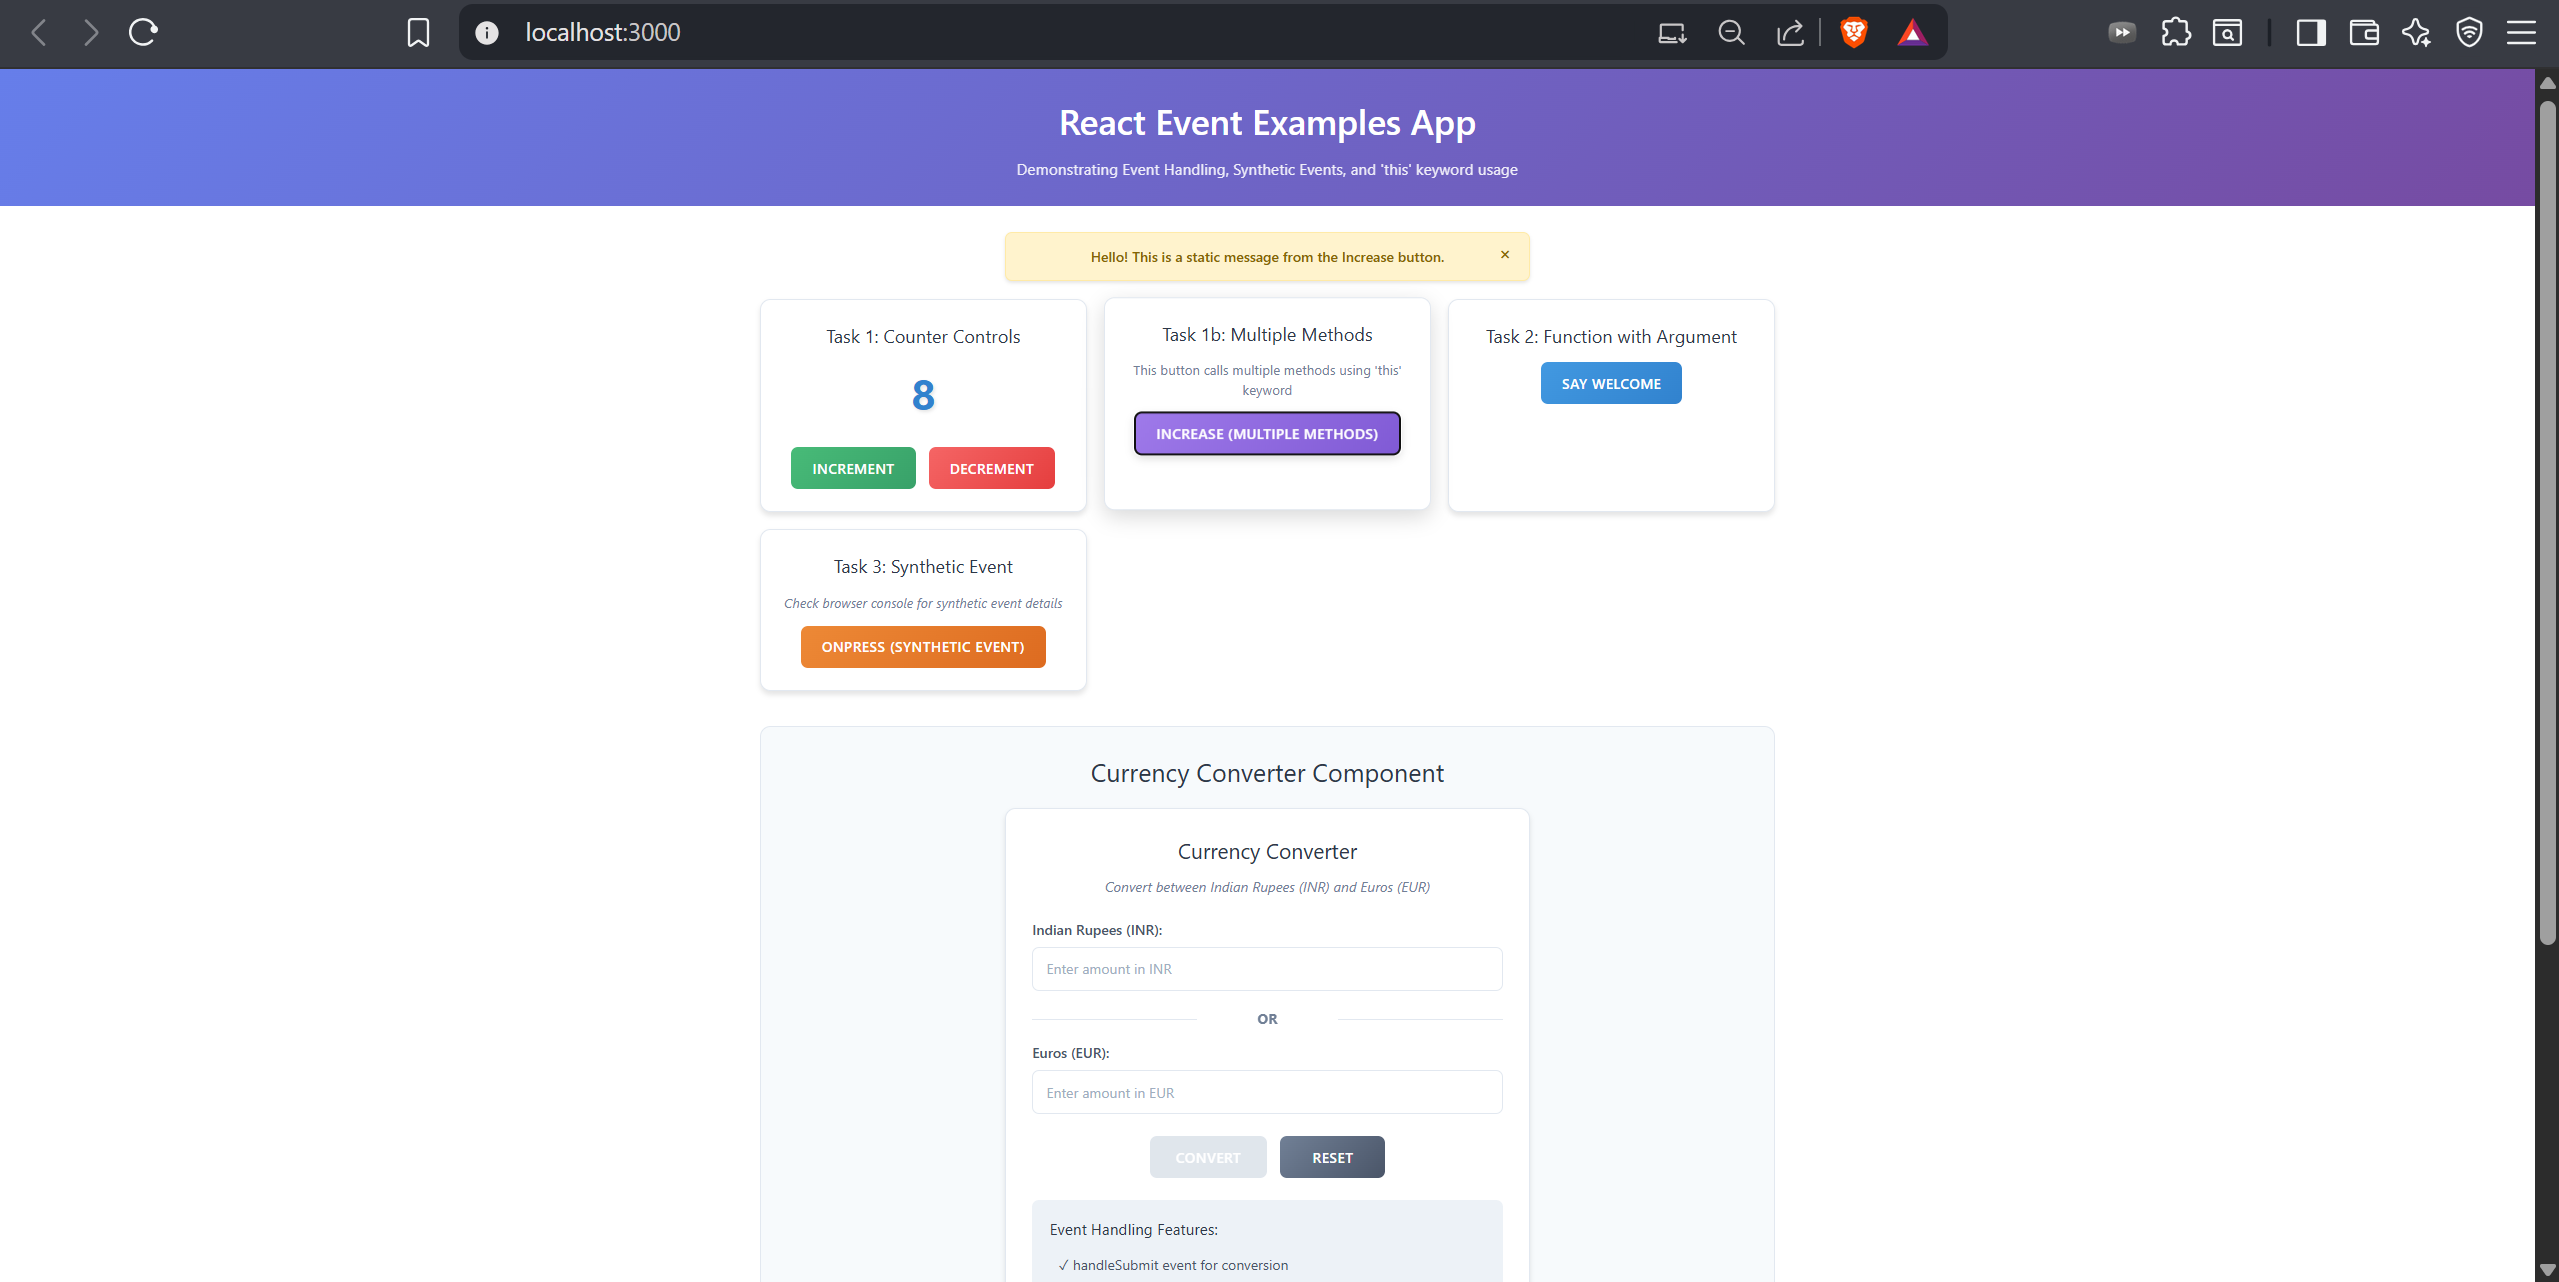 localhost:3000
React Event Examples App
Demonstrating Event Handling, Synthetic Events, and 'this' keyword usage
Hello! This is a static message from the Increase button.
×
Task 1: Counter Controls
8
INCREMENT
DECREMENT
Task 1b: Multiple Methods
This button calls multiple methods using 'this'
keyword
INCREASE (MULTIPLE METHODS)
Task 2: Function with Argument
SAY WELCOME
Task 3: Synthetic Event
Check browser console for synthetic event details
ONPRESS (SYNTHETIC EVENT)
Currency Converter Component
Currency Converter
Convert between Indian Rupees (INR) and Euros (EUR)
Indian Rupees (INR):
Enter amount in INR
OR
Euros (EUR):
Enter amount in EUR
CONVERT
RESET
Event Handling Features:
✓ handleSubmit event for conversion